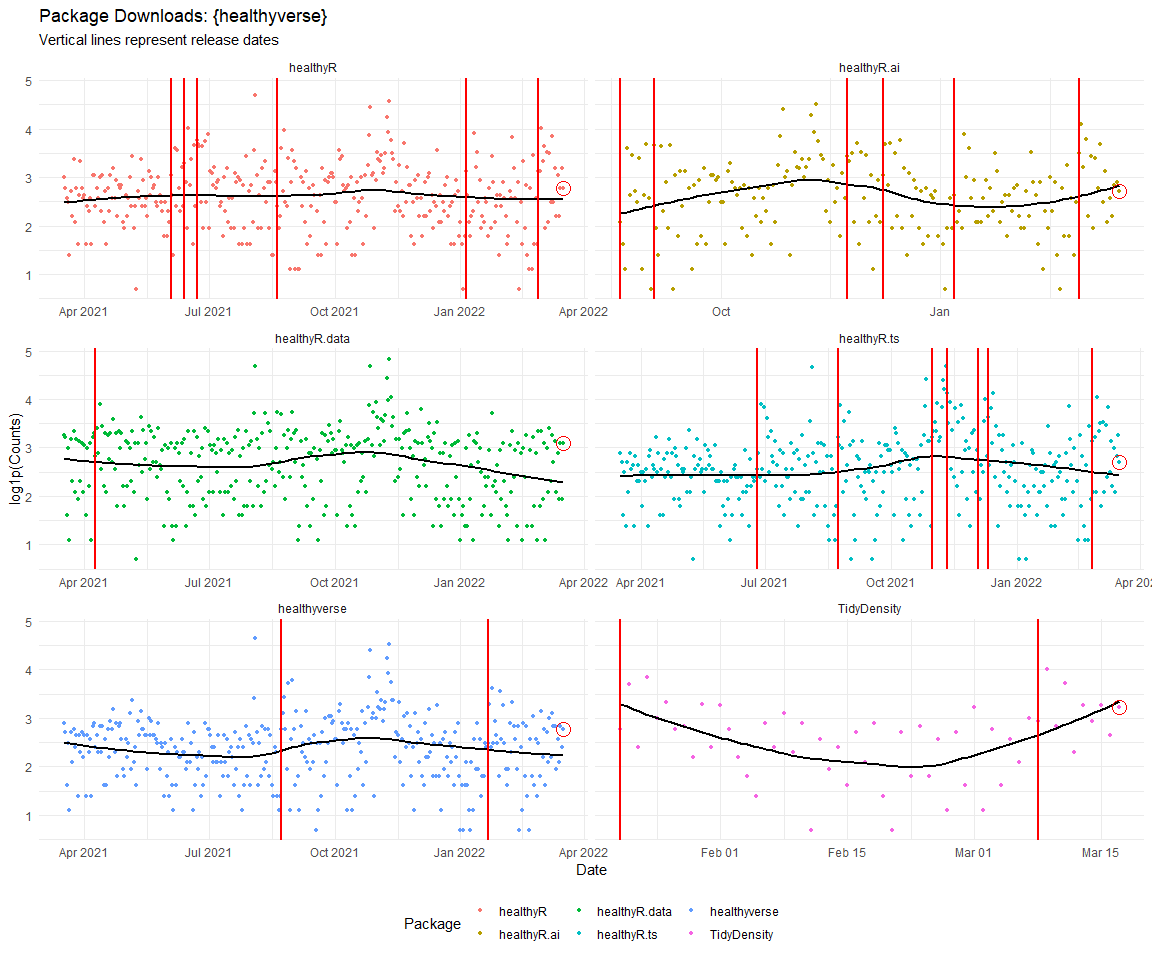 Package Downloads: {healthyverse}
Vertical lines represent release dates
healthyR healthyR.ai
5
4
3
2
1
Apr 2021 Jul 2021 Oct 2021 Jan 2022 Apr 2022 Oct Jan
healthyR.data healthyR.ts
5
4
3
2
1
log1p(Counts)
Apr 2021 Jul 2021 Oct 2021 Jan 2022 Apr 2022 Apr 2021 Jul 2021 Oct 2021 Jan 2022 Apr 202
healthyverse TidyDensity
5
4
3
2
1
Apr 2021 Jul 2021 Oct 2021 Jan 2022 Apr 2022 Feb 01 Feb 15 Mar 01 Mar 15
Date
Package
healthyR healthyR.data healthyverse
healthyR.ai healthyR.ts TidyDensity